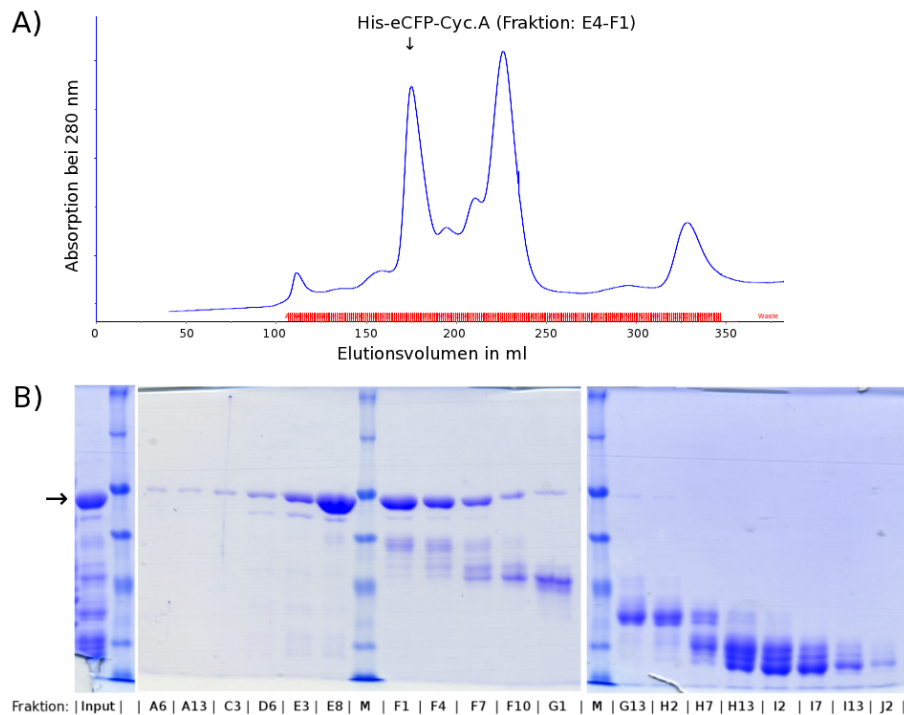 A)
His-eCFP-Cyc.A (Fraktion: E4-F1)
↓
Absorption bei 280 nm
0 50 100 150 200 250 300 350
Waste
Elutionsvolumen in ml
B)
→
Fraktion: | Input | | A6 | A13 | C3 | D6 | E3 | E8 | M | F1 | F4 | F7 | F10 | G1 | M | G13 | H2 | H7 | H13 | I2 | I7 | I13 | J2 |